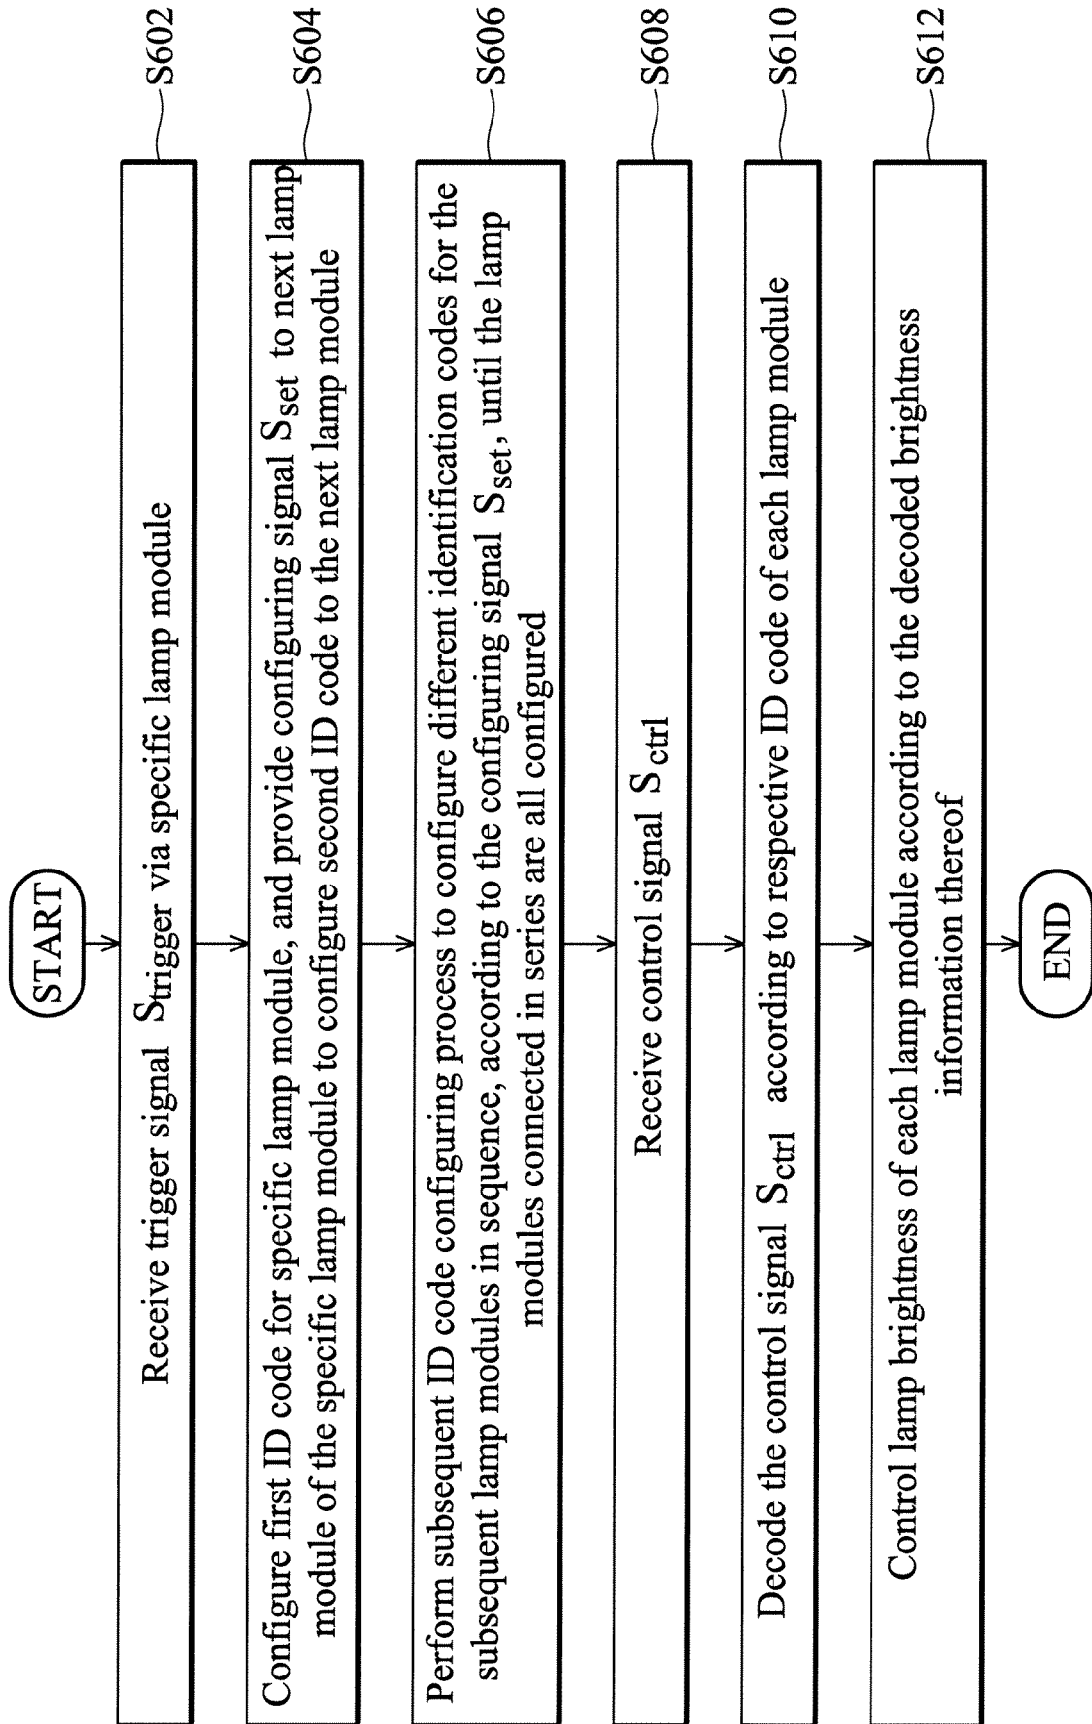 START
Receive trigger signal Strigger via specific lamp module
S602
Configure first ID code for specific lamp module, and provide configuring signal Sset to next lamp
module of the specific lamp module to configure second ID code to the next lamp module
S604
Perform subsequent ID code configuring process to configure different identification codes for the
subsequent lamp modules in sequence, according to the configuring signal Sset, until the lamp
modules connected in series are all configured
S606
Receive control signal Sctrl
S608
Decode the control signal Sctrl according to respective ID code of each lamp module
S610
Control lamp brightness of each lamp module according to the decoded brightness
information thereof
S612
END